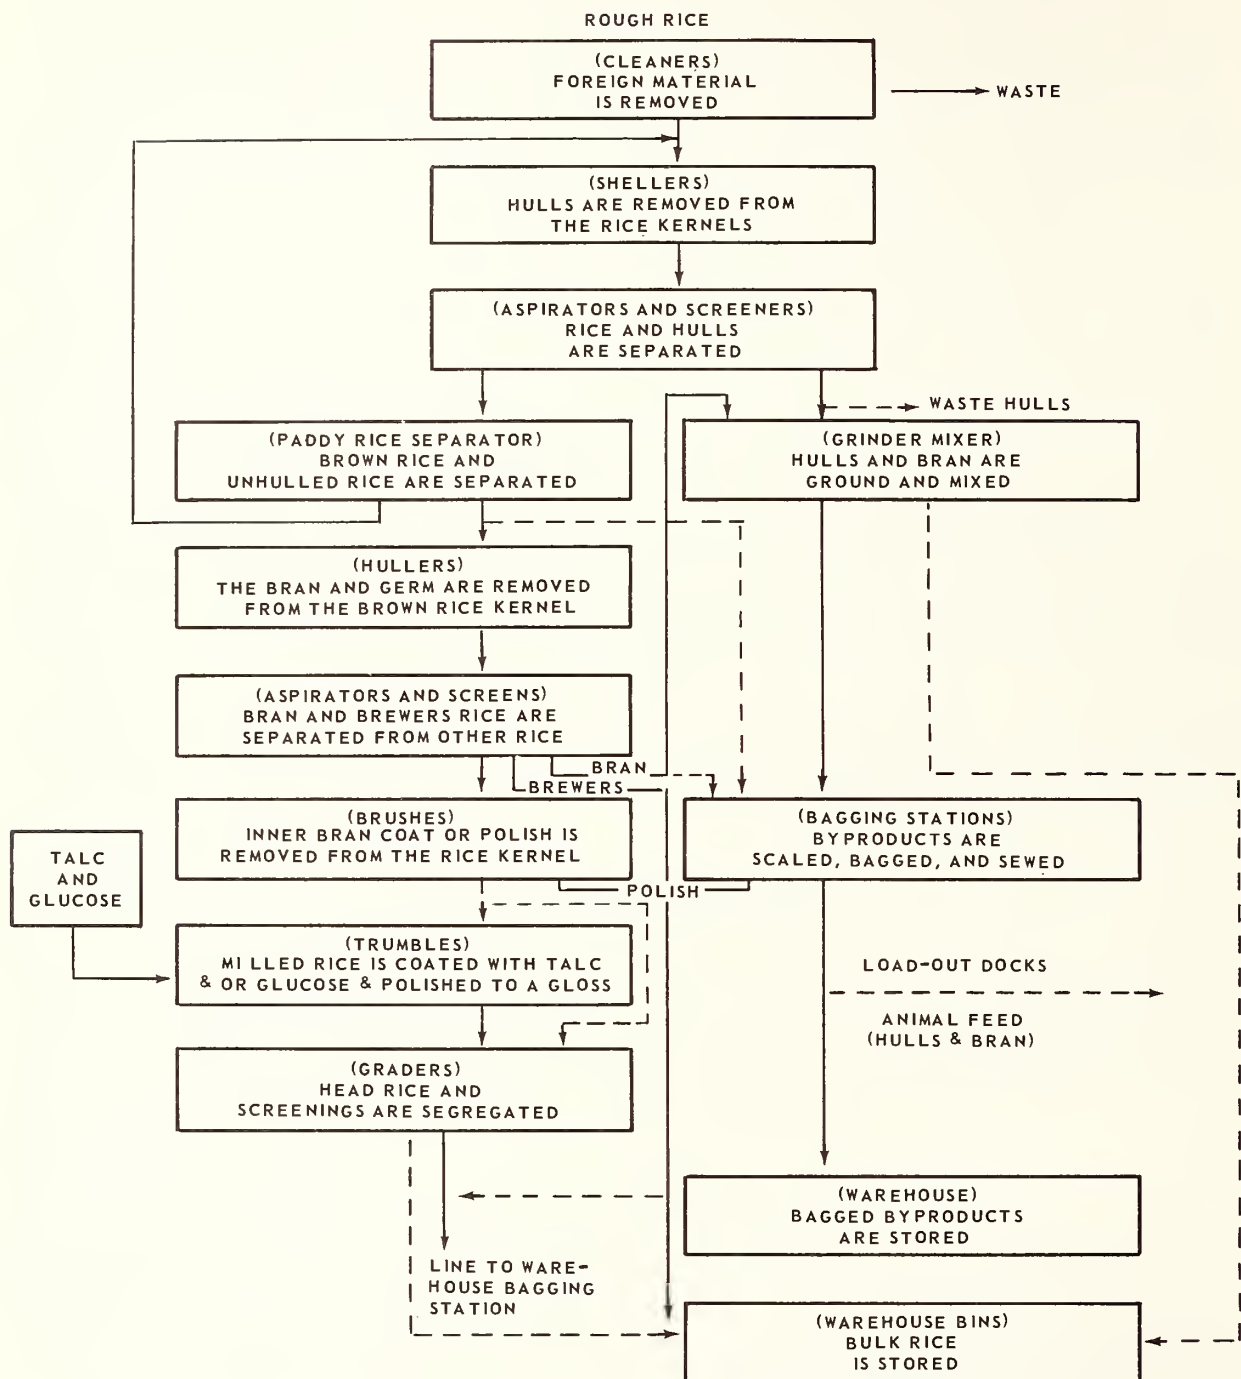 ROUGH RICE
(CLEANERS)
FOREIGN MATERIAL
IS REMOVED
WASTE
(SHELLERS)
HULLS ARE REMOVED FROM
THE RICE KERNELS
(ASPIRATORS AND SCREENERS)
RICE AND HULLS
ARE SEPARATED
WASTE HULLS
(PADDY RICE SEPARATOR)
BROWN RICE AND
UNHULLED RICE ARE SEPARATED
(GRINDER MIXER)
HULLS AND BRAN ARE
GROUND AND MIXED
(HULLERS)
THE BRAN AND GERM ARE REMOVED
FROM THE BROWN RICE KERNEL
(ASPIRATORS AND SCREENS)
BRAN AND BREWERS RICE ARE
SEPARATED FROM OTHER RICE
BRAN
BREWERS
(BRUSHES)
INNER BRAN COAT OR POLISH IS
REMOVED FROM THE RICE KERNEL
(BAGGING STATIONS)
BYPRODUCTS ARE
SCALED, BAGGED, AND SEWED
POLISH
TALC
AND
GLUCOSE
(TRUMBLES)
MILLED RICE IS COATED WITH TALC
& OR GLUCOSE & POLISHED TO A GLOSS
LOAD-OUT DOCKS
ANIMAL FEED
(HULLS & BRAN)
(GRADERS)
HEAD RICE AND
SCREENINGS ARE SEGREGATED
(WAREHOUSE)
BAGGED BYPRODUCTS
ARE STORED
LINE TO WARE-
HOUSE BAGGING
STATION
(WAREHOUSE BINS)
BULK RICE
IS STORED